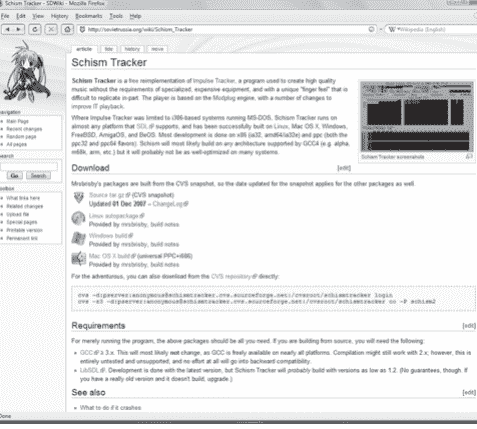 Schism Tracker - SDWiki - Mozilla Firefox
File Edit View History Bookmarks Tools Help
http://sovietrussia.org/wiki/Schism_Tracker
Wikipedia (English)
article talk history
Schism Tracker
Schism Tracker is a free reimplementation of Impulse Tracker, a program used to create high quality
music without the requirements of specialized, expensive equipment, and with a unique "finger feel" that
is difficult to replicate in part. The player is based on the Modplug engine, with a number of changes to
improve IT playback.
Where Impulse Tracker was limited to i386-based systems running MS-DOS, Schism Tracker runs on
almost any platform that SDL supports, and has been successfully built on Linux, Mac OS X, Windows,
FreeBSD, AmigaOS, and BeOS. Most development is done on x86 (ia32, amd64/ia32e) and ppc (both the
ppc32 and ppc64 flavors). Schism will most likely build on any architecture supported by GCC4 (e.g. alpha,
m68k, arm, etc.) but it will probably not be as well-optimized on many systems.
Schism Tracker screenshots
navigation
Main Page
Recent changes
Random page
All pages
search
Go Search
toolbox
What links here
Related changes
Upload file
Special pages
Printable version
Permanent link
Download [edit]
Mrsbrisby's packages are built from the CVS snapshot, so the date updated for the snapshot applies for the other packages as well.
Source tar.gz (CVS snapshot)
Updated 01 Dec 2007 - ChangeLog
Linux autopackage
Provided by mrsbrisby, build notes
Windows build
Provided by mrsbrisby, build notes
Mac OS X build (universal PPC+i686)
Provided by mrsbrisby, build notes
For the adventurous, you can also download from the CVS repository directly:
cvs -d:pserver:anonymous@schismtracker.cvs.sourceforge.net:/cvsroot/schismtracker login
cvs -z3 -d:pserver:anonymous@schismtracker.cvs.sourceforge.net:/cvsroot/schismtracker co -P schism2
Requirements [edit]
For merely running the program, the above packages should be all you need. If you are building from source, you will need the following:
GCC 3.x. This will most likely not change, as GCC is freely available on nearly all platforms. Compilation might still work with 2.x; however, this is
entirely untested and unsupported, and no effort at all will go into backward compatibility.
LibSDL. Development is done with the latest version, but Schism Tracker will probably build with versions as low as 1.2. (No guarantees, though. If
you have a really old version and it doesn't build, upgrade.)
See also [edit]
What to do if it crashes
Done